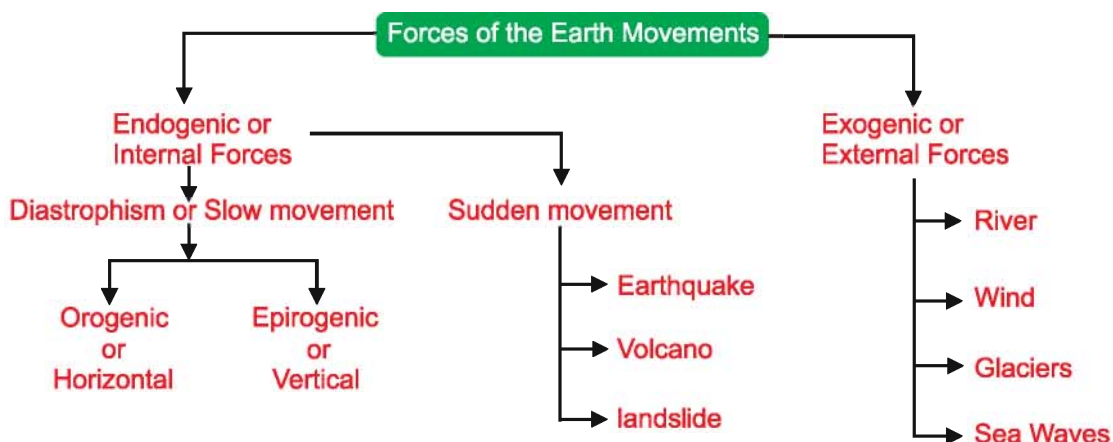 Forces of the Earth Movements
Endogenic or
Internal Forces
Exogenic or
External Forces
Diastrophism or Slow movement
Sudden movement
Orogenic
or
Horizontal
Epirogenic
or
Vertical
Earthquake
Volcano
landslide
River
Wind
Glaciers
Sea Waves